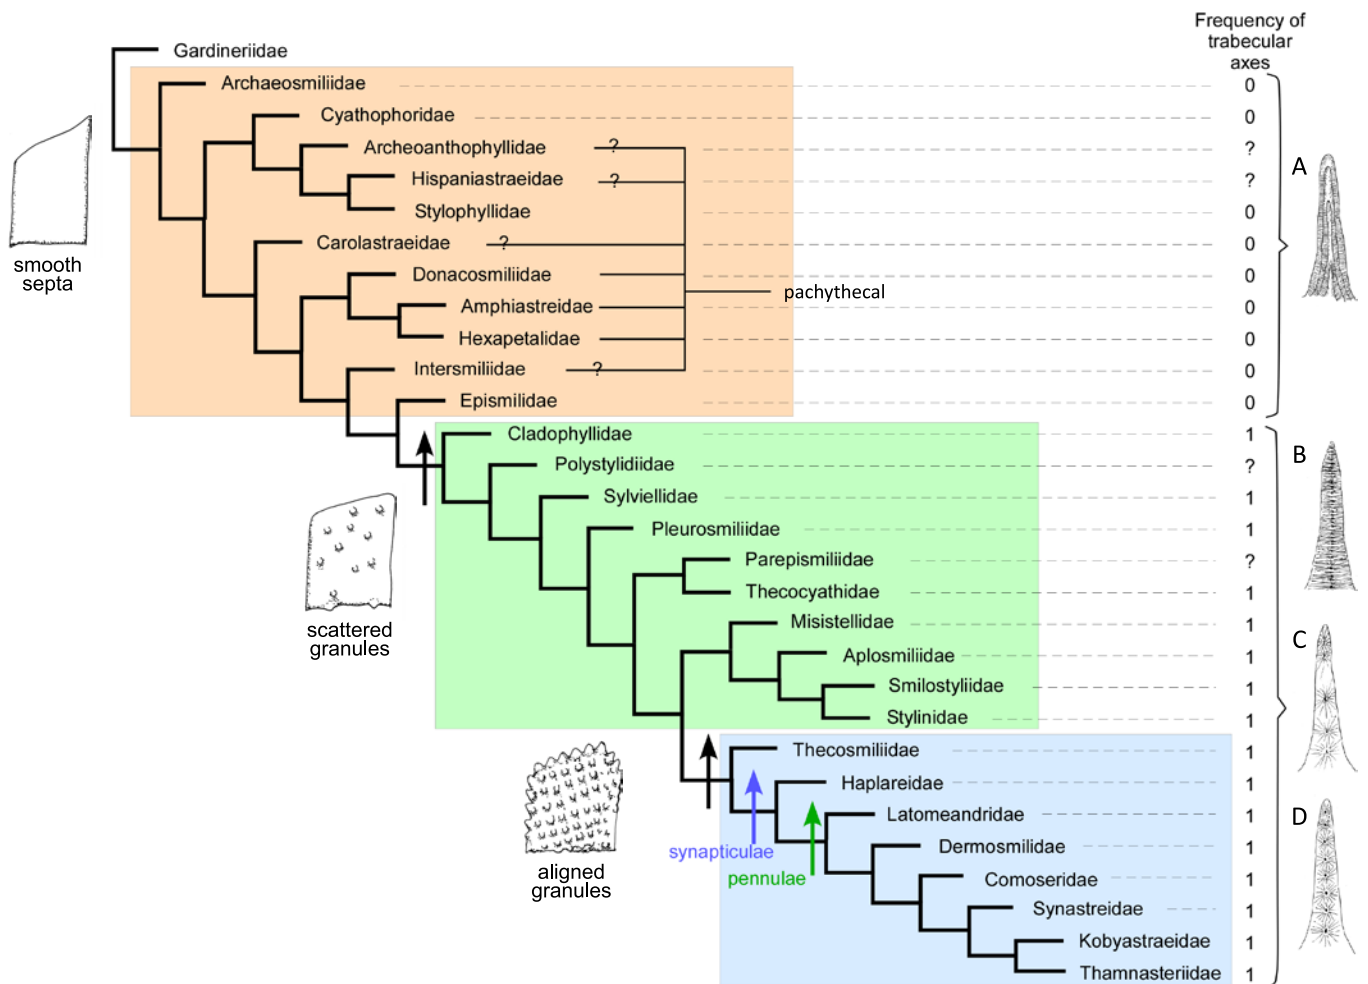 Frequency of
trabecular
axes
Gardineriidae
Archaeosmiliidae 0
Cyathophoridae 0
Archeoanthophyllidae ? ?
A
Hispaniastraeidae ? ?
Stylophyllidae 0
smooth
septa
Carolastraeidae ? 0
Donacosmiliidae 0
pachythecal
Amphiastreidae 0
Hexapetalidae 0
Intersmiliidae ? 0
Epismilidae 0
Cladophyllidae 1
B
Polystylidiidae ?
Sylviellidae 1
Pleurosmiliidae 1
Parepismiliidae ?
Thecocyathidae 1
scattered
granules
Misistellidae 1
C
Aplosmiliidae 1
Smilostyliidae 1
Stylinidae 1
Thecosmiliidae 1
Haplareidae 1
Latomeandridae 1
D
Dermosmilidae 1
synapticulae
aligned
granules
pennulae
Comoseridae 1
Synastreidae 1
Kobyastraeidae 1
Thamnasteriidae 1